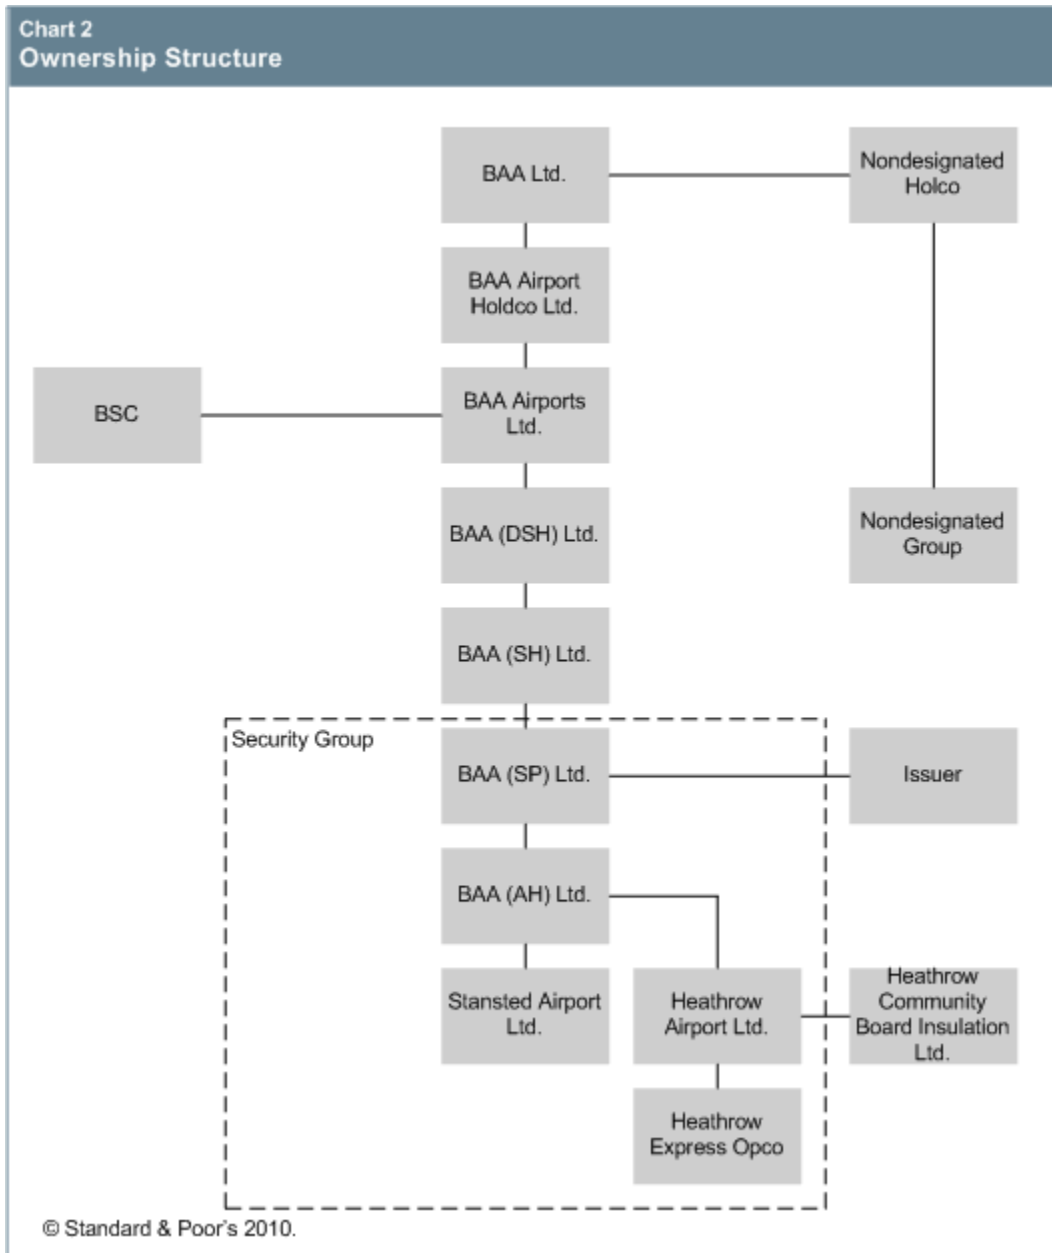 Chart 2
Ownership Structure
BAA Ltd.
Nondesignated
Holco
BAA Airport
Holdco Ltd.
BSC
BAA Airports
Ltd.
BAA (DSH) Ltd.
Nondesignated
Group
BAA (SH) Ltd.
Security Group
BAA (SP) Ltd.
Issuer
BAA (AH) Ltd.
Stansted Airport
Ltd.
Heathrow
Airport Ltd.
Heathrow
Community
Board Insulation
Ltd.
Heathrow
Express Opco
© Standard & Poor's 2010.